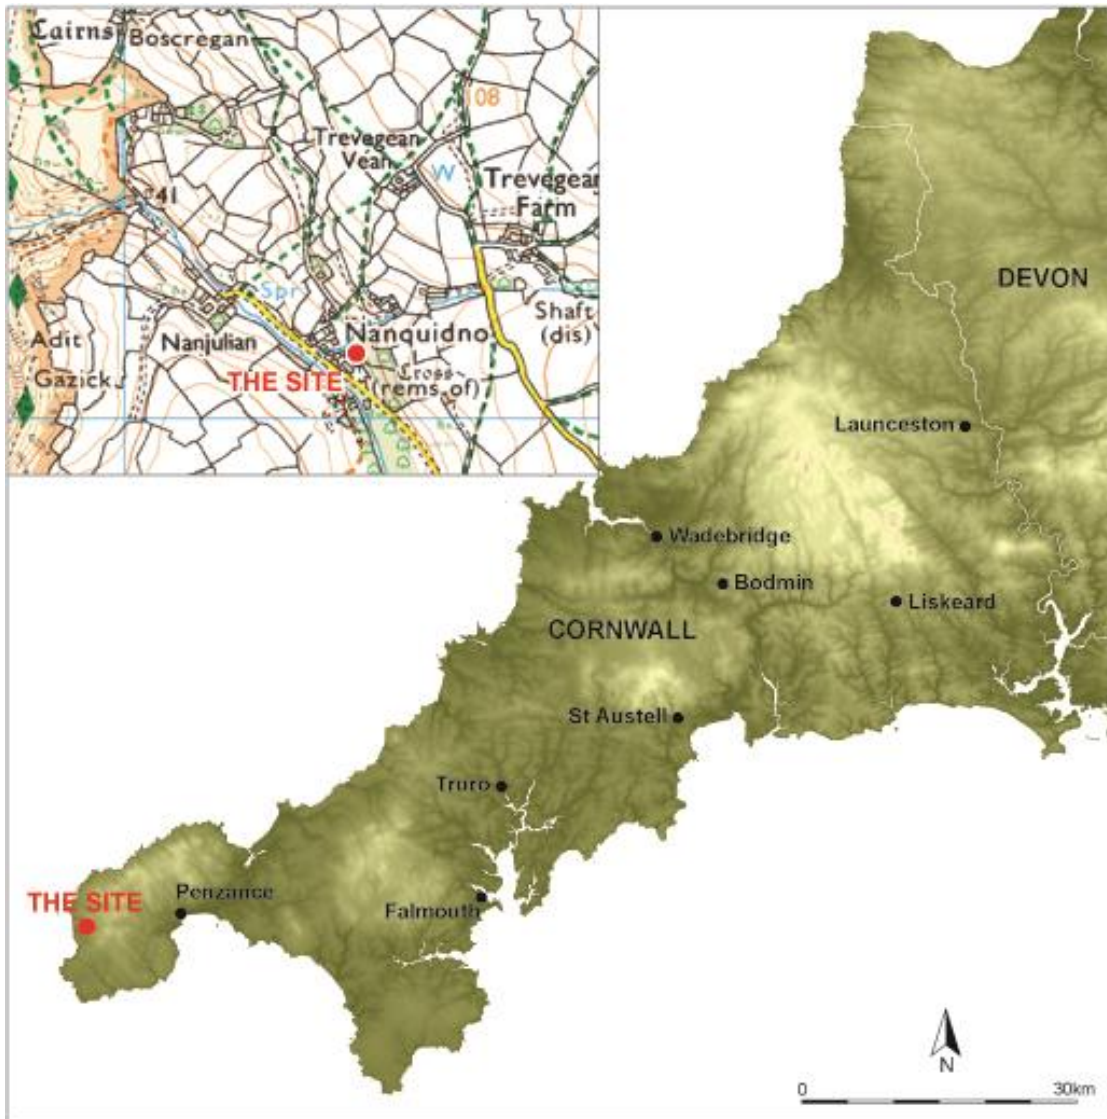 Cairns
Boscregan
108
Trevegean
Vean
W
Trevegean
Farm
41
Spr
Shaft
(dis)
Nanquidno
Nanjulian
Adit
Gazick
Cross
(rems of)
THE SITE
DEVON
Launceston
Wadebridge
Bodmin
Liskeard
CORNWALL
St Austell
Truro
Penzance
THE SITE
Falmouth
N
0 30km